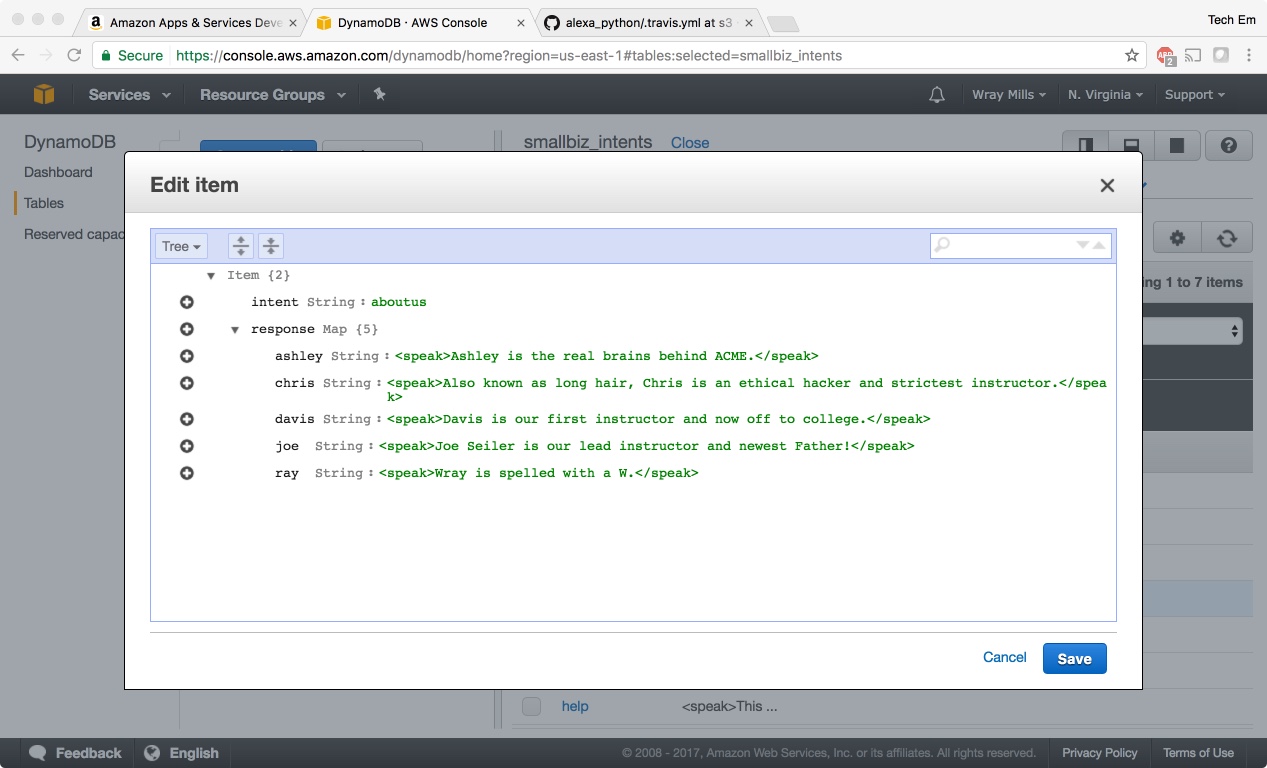 Amazon Apps & Services Deve
DynamoDB · AWS Console
alexa_python/.travis.yml at s3
Tech Em
Secure
https://console.aws.amazon.com/dynamodb/home?region=us-east-1#tables:selected=smallbiz_intents
ABP
2
Services
Resource Groups
Wray Mills
N. Virginia
Support
DynamoDB
smallbiz_intents
Close
Dashboard
Tables
Reserved capac
Edit item
Tree
Item {2}
intent String : aboutus
response Map {5}
ashley String : <speak>Ashley is the real brains behind ACME.</speak>
chris String : <speak>Also known as long hair, Chris is an ethical hacker and strictest instructor.</spea
k>
davis String : <speak>Davis is our first instructor and now off to college.</speak>
joe String : <speak>Joe Seiler is our lead instructor and newest Father!</speak>
ray String : <speak>Wray is spelled with a W.</speak>
ing 1 to 7 items
Cancel
Save
help
<speak>This ...
Feedback
English
© 2008 - 2017, Amazon Web Services, Inc. or its affiliates. All rights reserved.
Privacy Policy
Terms of Use